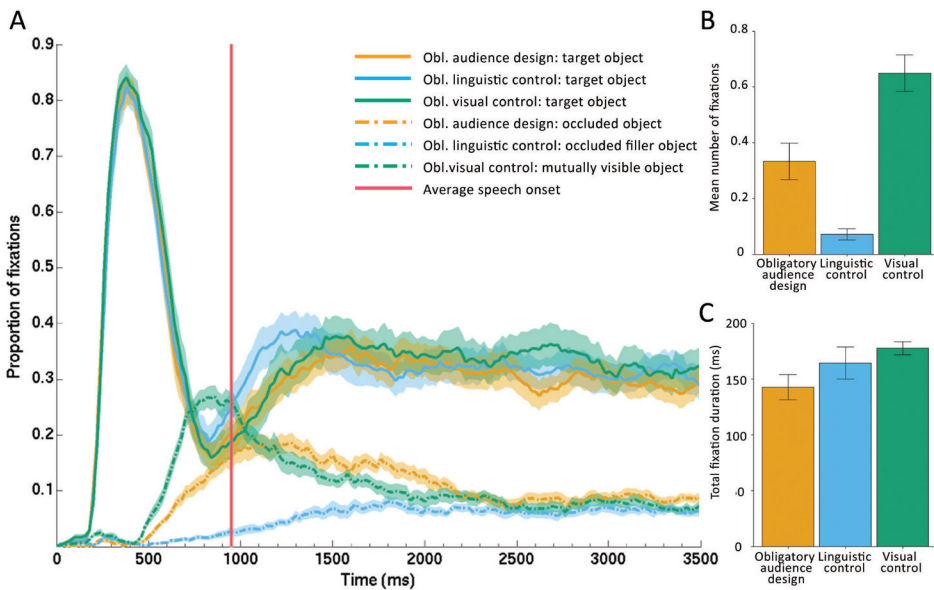 A
Proportion of fixations
0.9
0.8
0.7
0.6
0.5
0.4
0.3
0.2
0.1
0
500
1000
1500
2000
2500
3000
3500
Time (ms)
Obl. audience design: target object
Obl. linguistic control: target object
Obl. visual control: target object
Obl. audience design: occluded object
Obl. linguistic control: occluded filler object
Obl.visual control: mutually visible object
Average speech onset
B
Mean number of fixations
0.8
0.6
0.4
0.2
0
Obligatory
audience
design
Linguistic
control
Visual
control
C
Total fixation duration (ms)
200
150
100
.0
0
Obligatory
audience
design
Linguistic
control
Visual
control